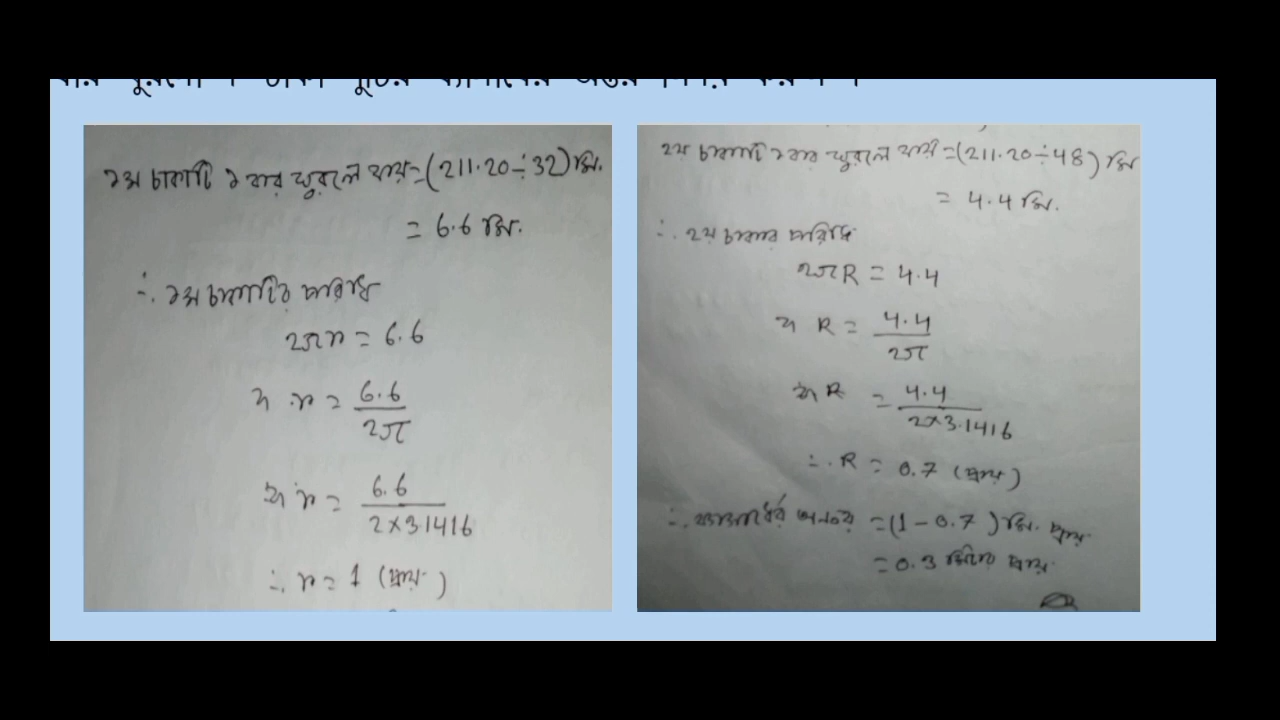 ১ম চাকাটি ১ বার ঘুরলে যায়=(211.20÷32)মি.
= 6.6 মি.
∴ ১ম চাকাটির পরিধি
2πr = 6.6
বা r = 6.6/2π
বা r = 6.6/2×3.1416
∴ r = 1 (প্রায়)
২য় চাকাটি ১ বার ঘুরলে যায়=(211.20÷48) মি
= 4.4 মি.
∴ ২য় চাকার পরিধি
2πR = 4.4
বা R = 4.4/2π
বা R = 4.4/2×3.1416
∴ R = 0.7 (প্রায়)
∴ ব্যাসার্ধের অন্তর =(1-0.7)মি. প্রায়
=0.3 মিটার প্রায়